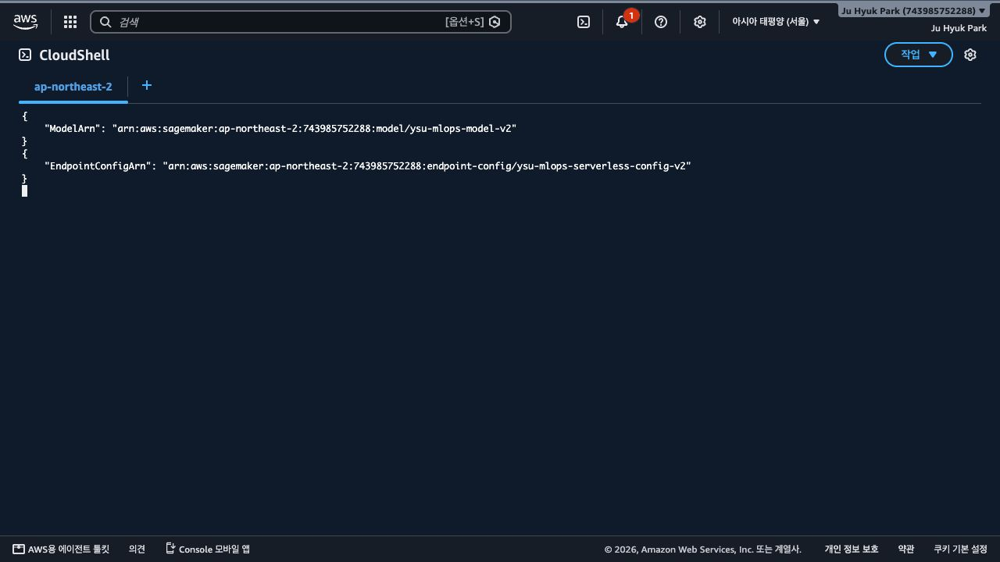 aws
검색
[옵션+S]
1
아시아 태평양 (서울) ▼
Ju Hyuk Park (743985752288) ▼
Ju Hyuk Park
CloudShell
작업 ▼
ap-northeast-2
+
{
    "ModelArn": "arn:aws:sagemaker:ap-northeast-2:743985752288:model/ysu-mlops-model-v2"
}
{
    "EndpointConfigArn": "arn:aws:sagemaker:ap-northeast-2:743985752288:endpoint-config/ysu-mlops-serverless-config-v2"
}
AWS용 에이전트 툴킷
의견
Console 모바일 앱
© 2026, Amazon Web Services, Inc. 또는 계열사.
개인 정보 보호
약관
쿠키 기본 설정